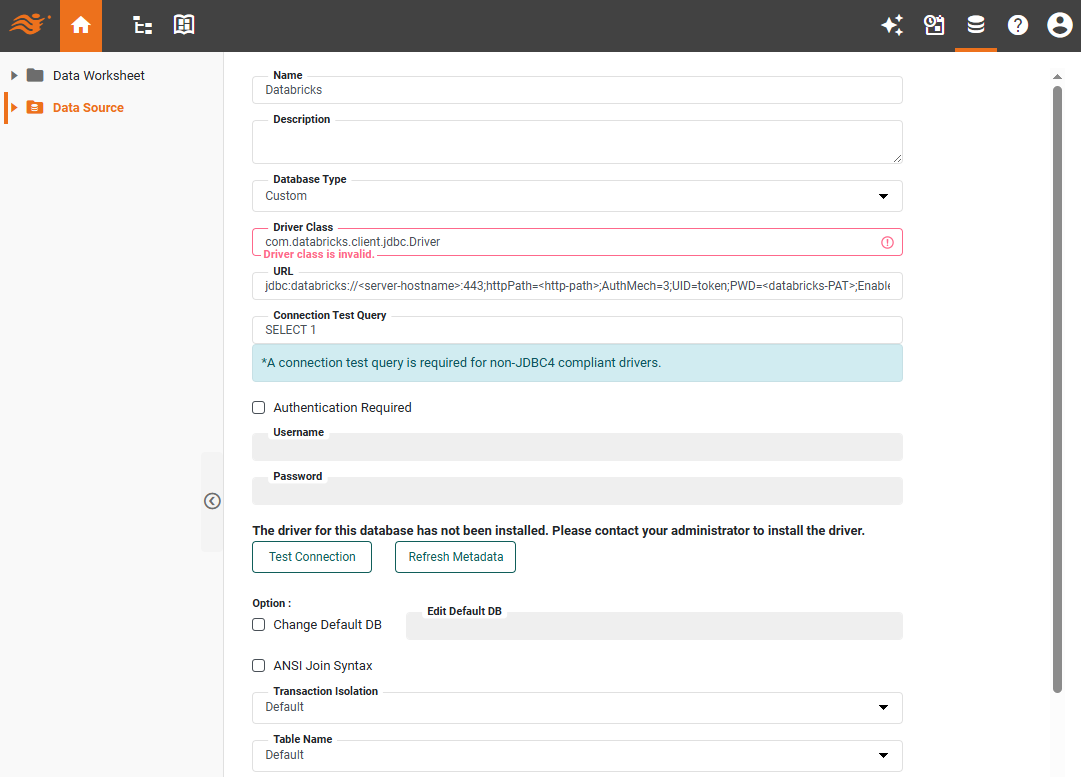 Data Worksheet
Data Source
Name
Databricks
Description
Database Type
Custom
Driver Class
com.databricks.client.jdbc.Driver
Driver class is invalid.
URL
jdbc:databricks://<server-hostname>:443;httpPath=<http-path>;AuthMech=3;UID=token;PWD=<databricks-PAT>;Enable
Connection Test Query
SELECT 1
*A connection test query is required for non-JDBC4 compliant drivers.
Authentication Required
Username
Password
The driver for this database has not been installed. Please contact your administrator to install the driver.
Test Connection Refresh Metadata
Option :
Change Default DB
Edit Default DB
ANSI Join Syntax
Transaction Isolation
Default
Table Name
Default